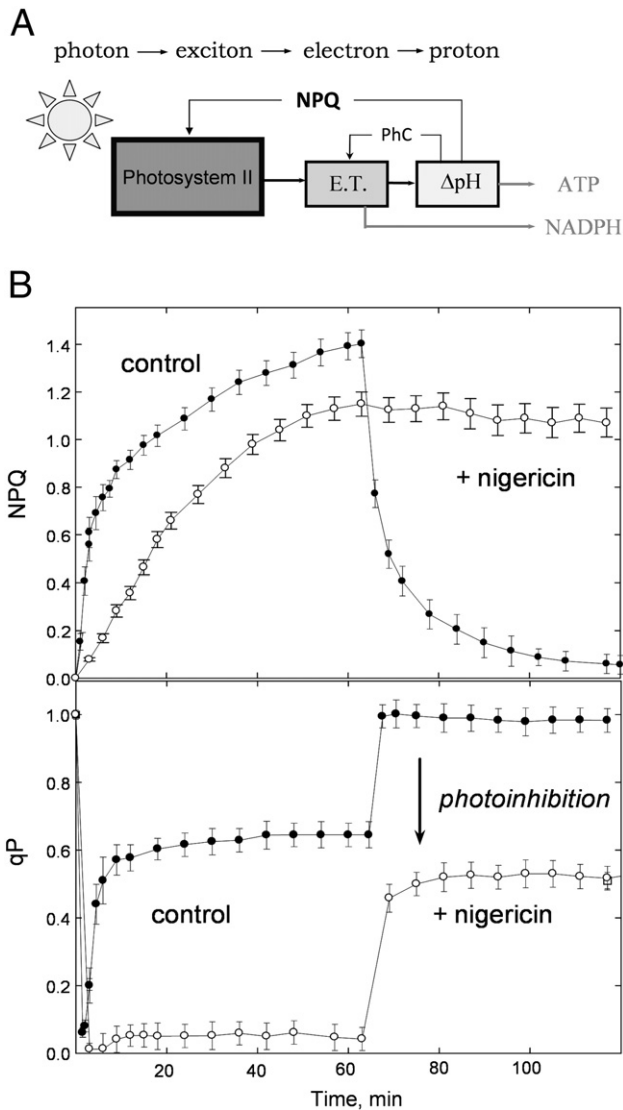 A
photon → exciton → electron → proton
NPQ
PhC
Photosystem II
E.T.
ΔpH
ATP
NADPH
B
1.4
control
1.2
1.0
+ nigericin
0.8
NPQ
0.6
0.4
0.2
0.0
1.0
0.8
photoinhibition
0.6
qP
control
+ nigericin
0.4
0.2
0.0
0 20 40 60 80 100
Time, min